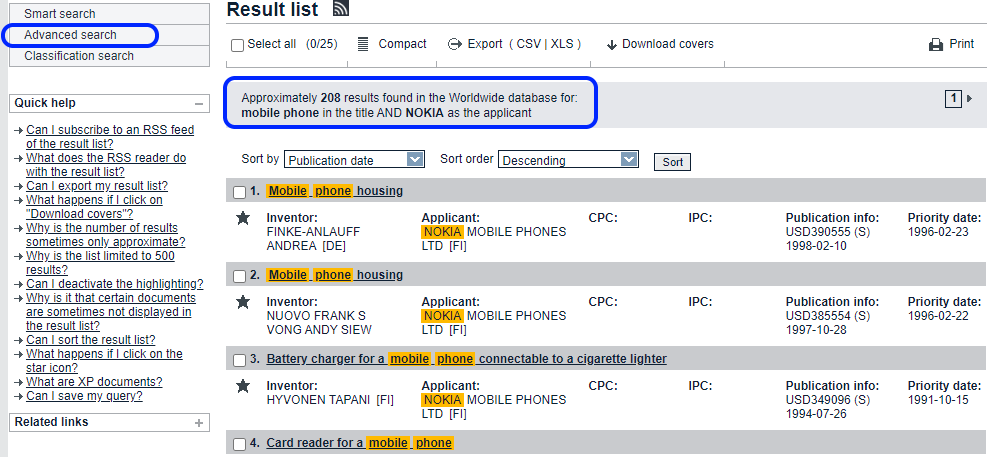 Smart search
Advanced search
Classification search
Quick help
Can I subscribe to an RSS feed
of the result list?
What does the RSS reader do
with the result list?
Can I export my result list?
What happens if I click on
"Download covers"?
Why is the number of results
sometimes only approximate?
Why is the list limited to 500
results?
Can I deactivate the highlighting?
Why is it that certain documents
are sometimes not displayed in
the result list?
Can I sort the result list?
What happens if I click on the
star icon?
What are XP documents?
Can I save my query?
Related links
Result list
Select all (0/25) Compact Export ( CSV | XLS ) Download covers Print
Approximately 208 results found in the Worldwide database for:
mobile phone in the title AND NOKIA as the applicant
1
Sort by Publication date Sort order Descending Sort
1. Mobile phone housing
Inventor: Applicant: CPC: IPC: Publication info: Priority date:
FINKE-ANLAUFF NOKIA MOBILE PHONES USD390555 (S) 1996-02-23
ANDREA [DE] LTD [FI] 1998-02-10
2. Mobile phone housing
Inventor: Applicant: CPC: IPC: Publication info: Priority date:
NUOVO FRANK S NOKIA MOBILE PHONES USD385554 (S) 1996-02-22
VONG ANDY SIEW LTD [FI] 1997-10-28
3. Battery charger for a mobile phone connectable to a cigarette lighter
Inventor: Applicant: CPC: IPC: Publication info: Priority date:
HYVONEN TAPANI [FI] NOKIA MOBILE PHONES USD349096 (S) 1991-10-15
LTD [FI] 1994-07-26
4. Card reader for a mobile phone